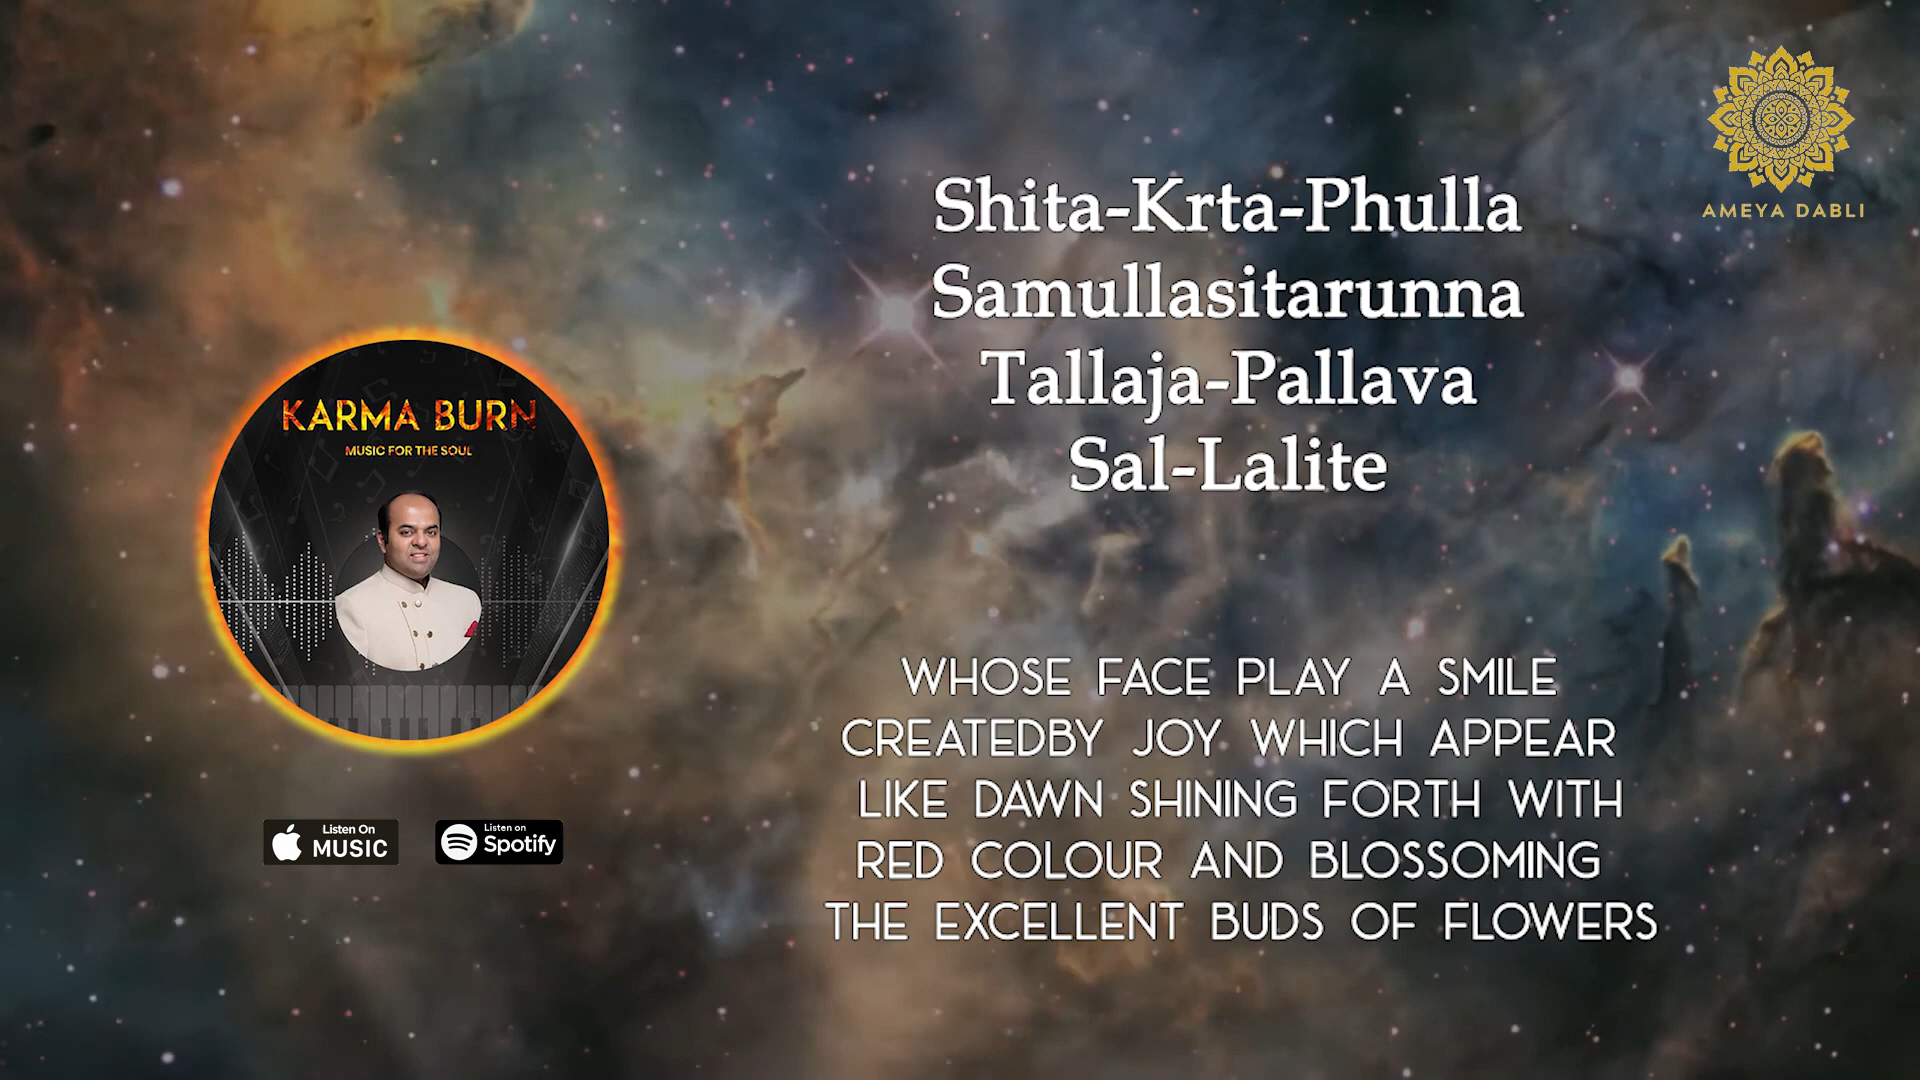 AMEYA DABLI
Shita-Krta-Phulla
Samullasitarunna
Tallaja-Pallava
Sal-Lalite
KARMA BURN
MUSIC FOR THE SOUL
WHOSE FACE PLAY A SMILE
CREATEDBY JOY WHICH APPEAR
LIKE DAWN SHINING FORTH WITH
RED COLOUR AND BLOSSOMING
THE EXCELLENT BUDS OF FLOWERS
Listen On
MUSIC
Listen on
Spotify